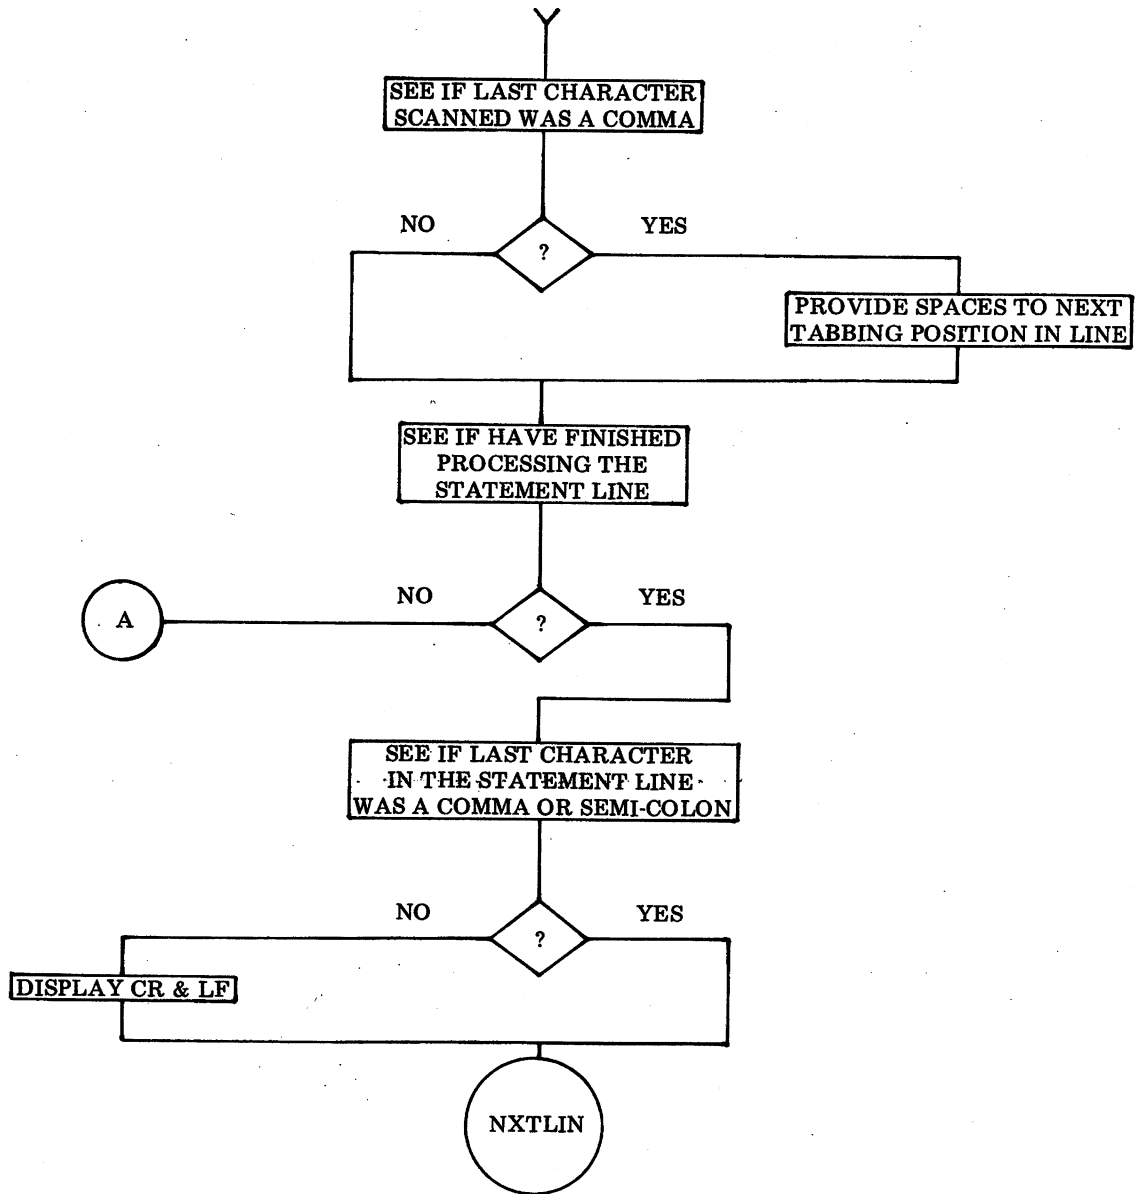 SEE IF LAST CHARACTER
SCANNED WAS A COMMA
NO
YES
?
PROVIDE SPACES TO NEXT
TABBING POSITION IN LINE
SEE IF HAVE FINISHED
PROCESSING THE
STATEMENT LINE
NO
YES
A
?
SEE IF LAST CHARACTER
IN THE STATEMENT LINE
WAS A COMMA OR SEMI-COLON
NO
YES
?
DISPLAY CR & LF
NXTLIN